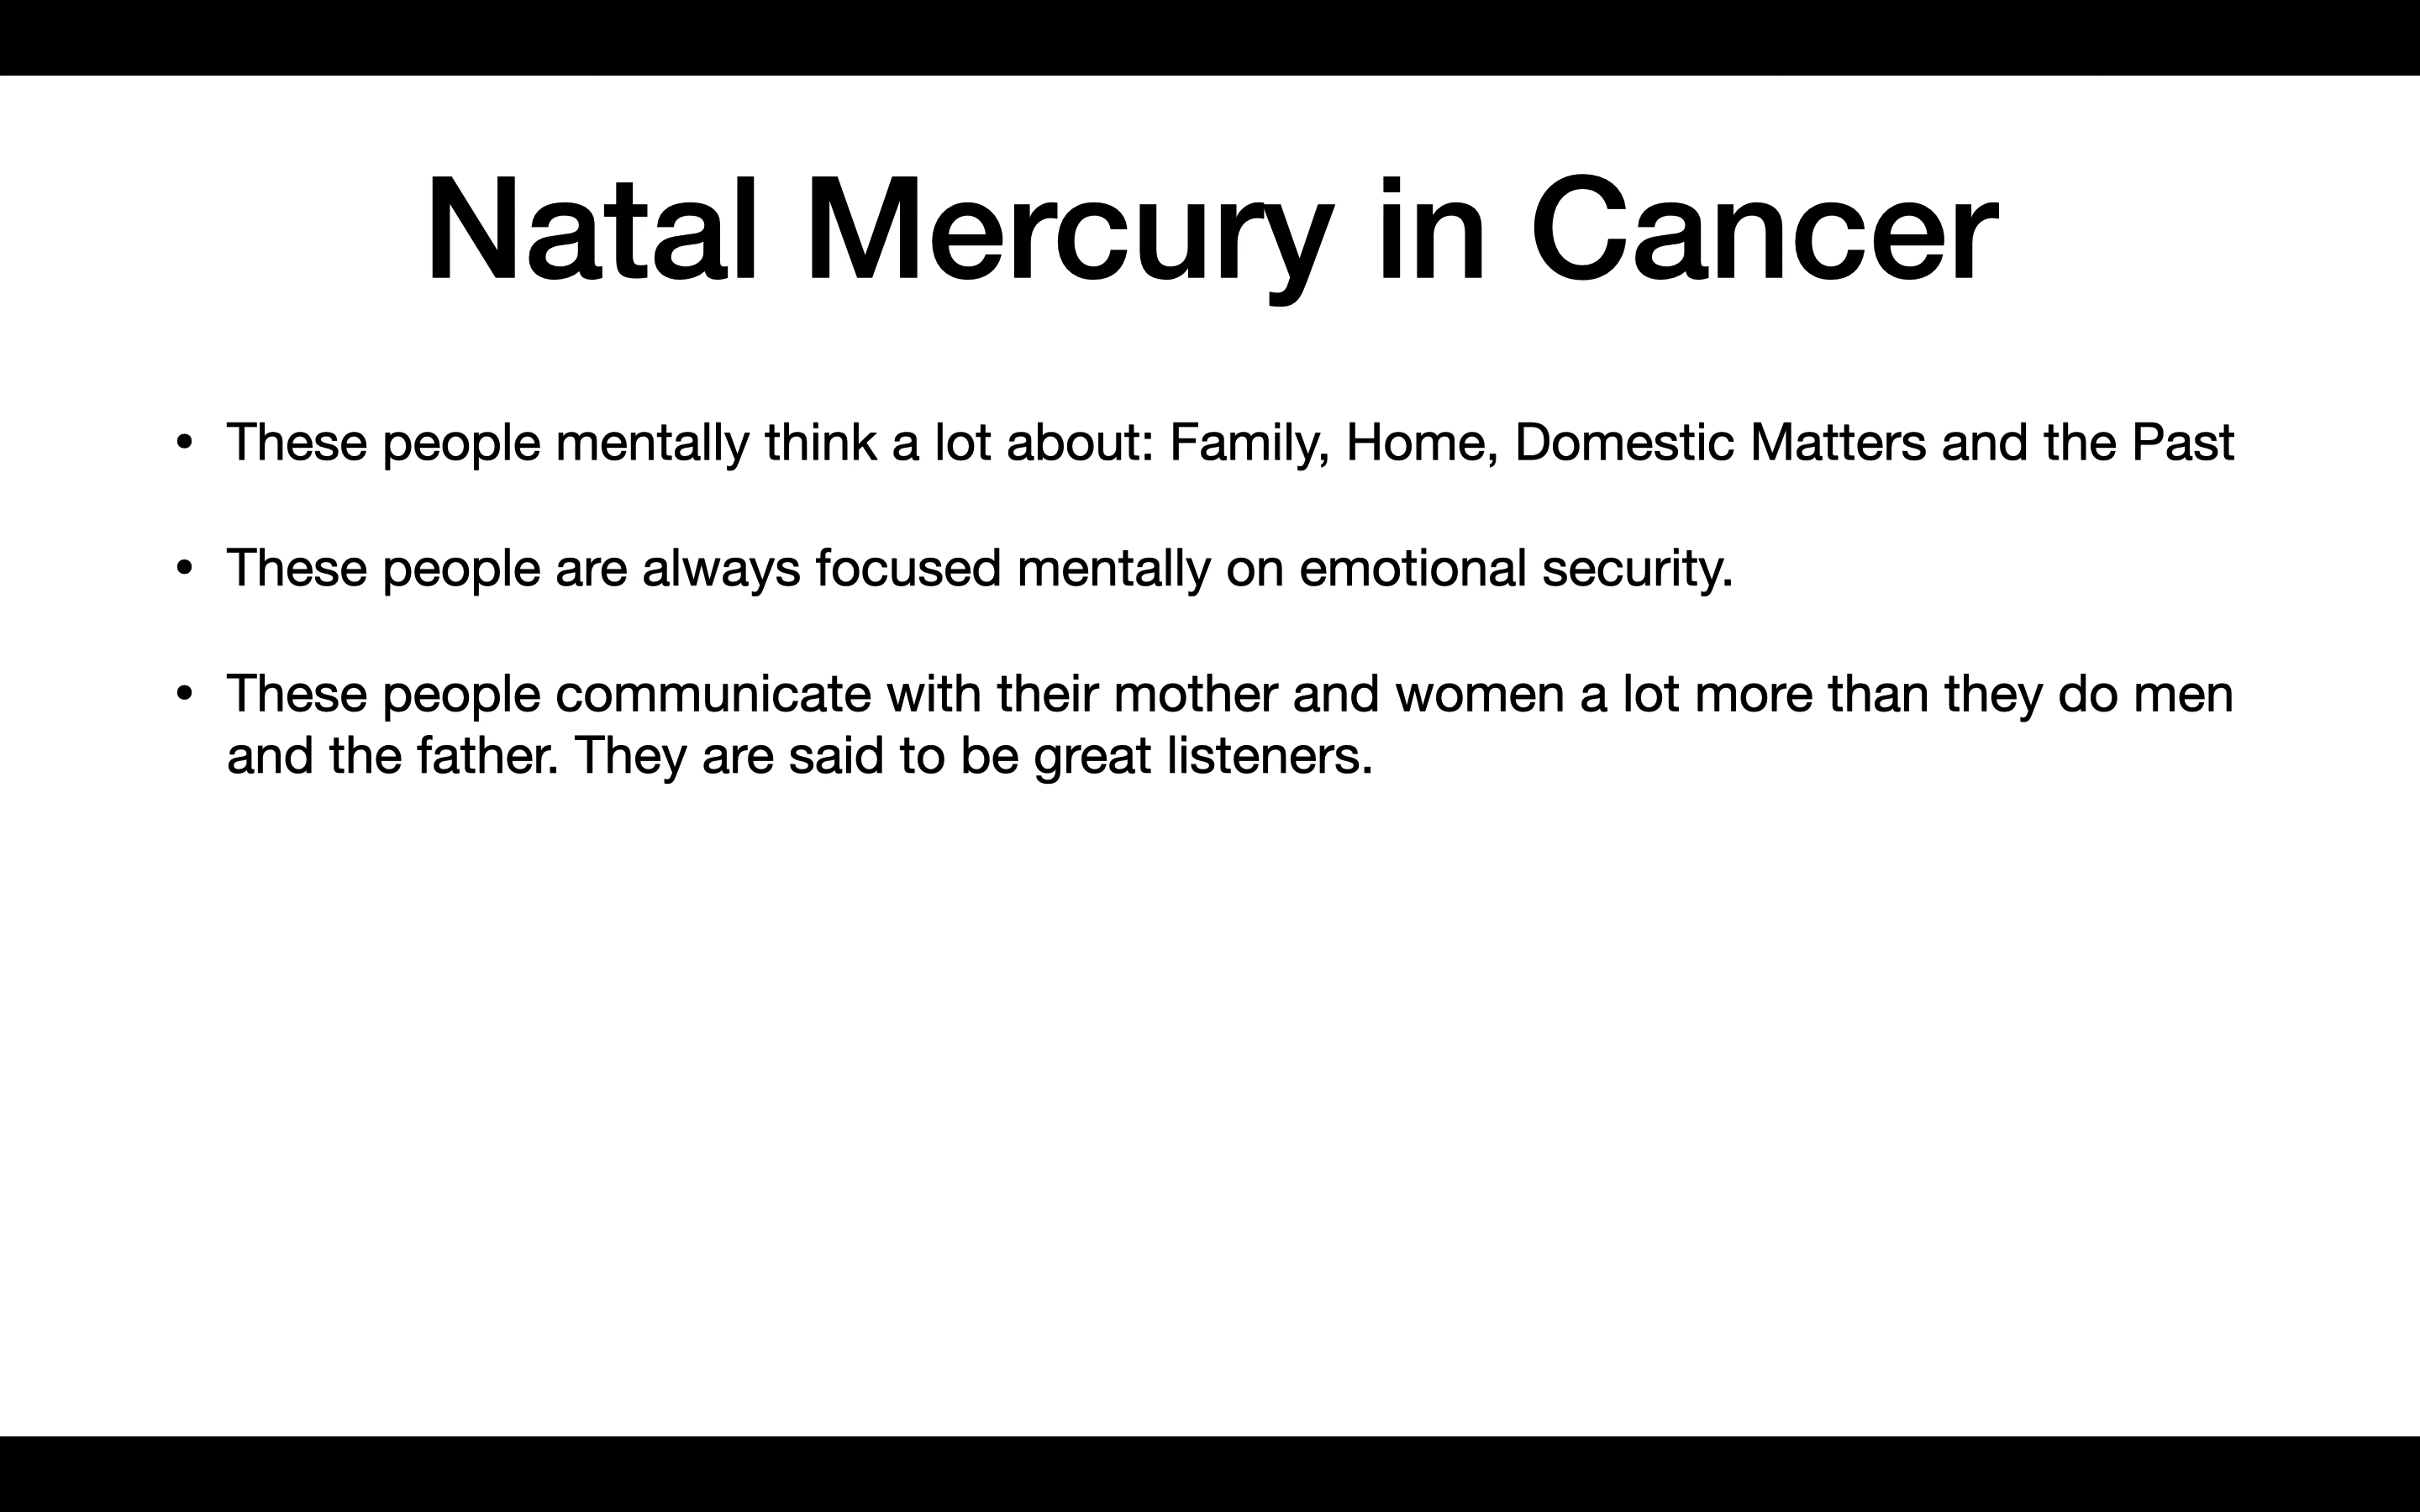 Natal Mercury in Cancer
• These people mentally think a lot about: Family, Home, Domestic Matters and the Past
• These people are always focused mentally on emotional security.
• These people communicate with their mother and women a lot more than they do men
and the father. They are said to be great listeners.